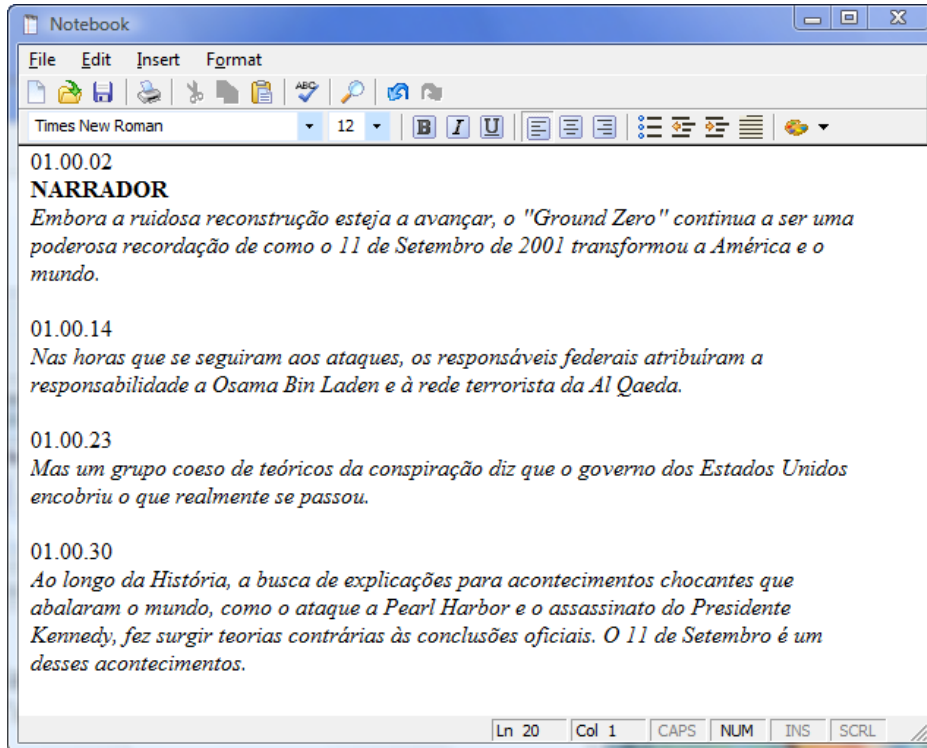 Notebook
File Edit Insert Format
ABC
Times New Roman 12 B I U
01.00.02
NARRADOR
Embora a ruidosa reconstrução esteja a avançar, o "Ground Zero" continua a ser uma
poderosa recordação de como o 11 de Setembro de 2001 transformou a América e o
mundo.
01.00.14
Nas horas que se seguiram aos ataques, os responsáveis federais atribuíram a
responsabilidade a Osama Bin Laden e à rede terrorista da Al Qaeda.
01.00.23
Mas um grupo coeso de teóricos da conspiração diz que o governo dos Estados Unidos
encobriu o que realmente se passou.
01.00.30
Ao longo da História, a busca de explicações para acontecimentos chocantes que
abalaram o mundo, como o ataque a Pearl Harbor e o assassinato do Presidente
Kennedy, fez surgir teorias contrárias às conclusões oficiais. O 11 de Setembro é um
desses acontecimentos.
Ln 20 Col 1 CAPS NUM INS SCRL